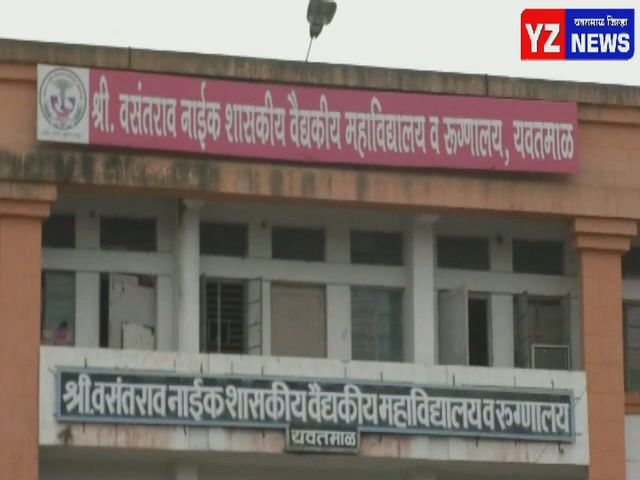 यवतमाळ जिल्हा
YZ NEWS
श्री. वसंतराव नाईक शासकीय वैद्यकीय महाविद्यालय व रुग्णालय, यवतमाळ
श्री. वसंतराव नाईक शासकीय वैद्यकीय महाविद्यालय व रुग्णालय
यवतमाळ